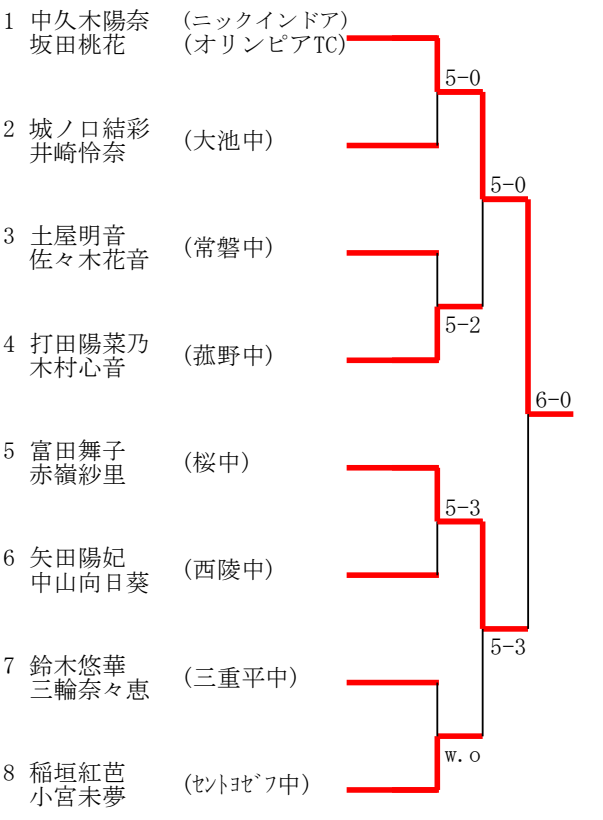 1 中久木陽奈 (ニックインドア)
坂田桃花 (オリンピアTC)
5-0
2 城ノ口結彩
井崎怜奈
(大池中)
5-0
3 土屋明音
佐々木花音
(常磐中)
5-2
4 打田陽菜乃
木村心音
(菰野中)
6-0
5 富田舞子
赤嶺紗里
(桜中)
5-3
6 矢田陽妃
中山向日葵
(西陵中)
5-3
7 鈴木悠華
三輪奈々恵
(三重平中)
w.o
8 稲垣紅芭
小宮未夢
(ｾﾝﾄﾖｾﾞﾌ中)